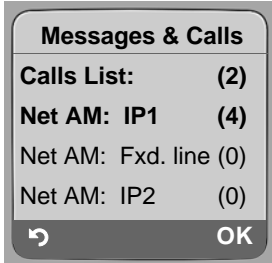 Messages & Calls
Calls List: (2)
Net AM: IP1 (4)
Net AM: Fxd. line (0)
Net AM: IP2 (0)
OK